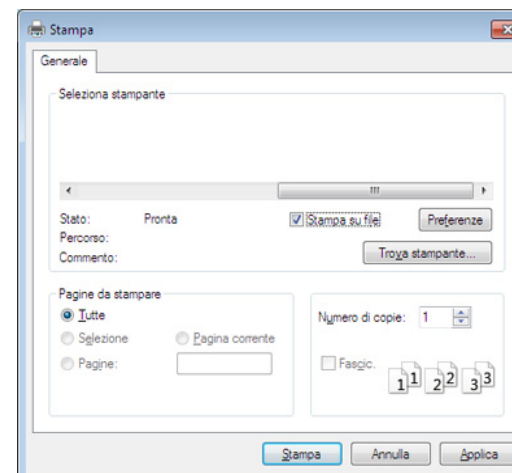 Stampa
Generale
Seleziona stampante
Stato: Pronta
Stampa su file
Preferenze
Percorso:
Commento:
Trova stampante...
Pagine da stampare
Tutte
Selezione
Pagina corrente
Pagine:
Numero di copie: 1
Fascic.
1 1 2 2 3 3
Stampa
Annulla
Applica